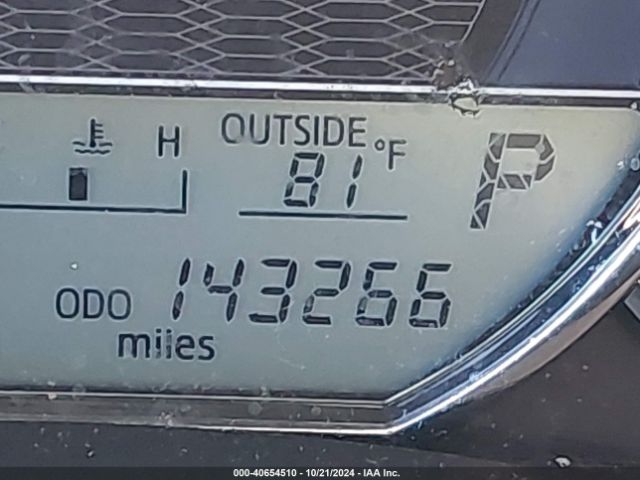 H OUTSIDE °F
81
P
ODO 143266
miles
000-40654510 - 10/21/2024 - IAA Inc.